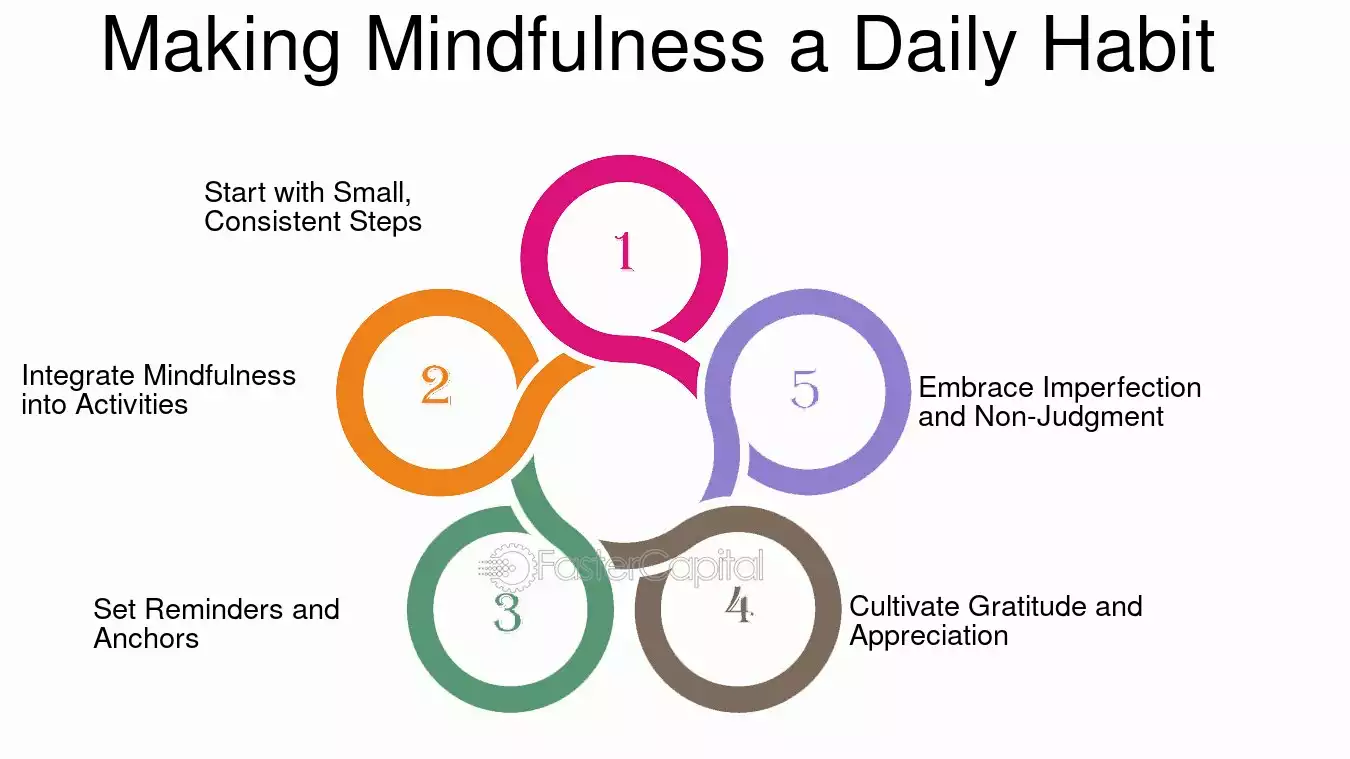 Making Mindfulness a Daily Habit
Start with Small,
Consistent Steps
1
2
Integrate Mindfulness
into Activities
5
Embrace Imperfection
and Non-Judgment
FasterCapital
3
Set Reminders and
Anchors
4
Cultivate Gratitude and
Appreciation